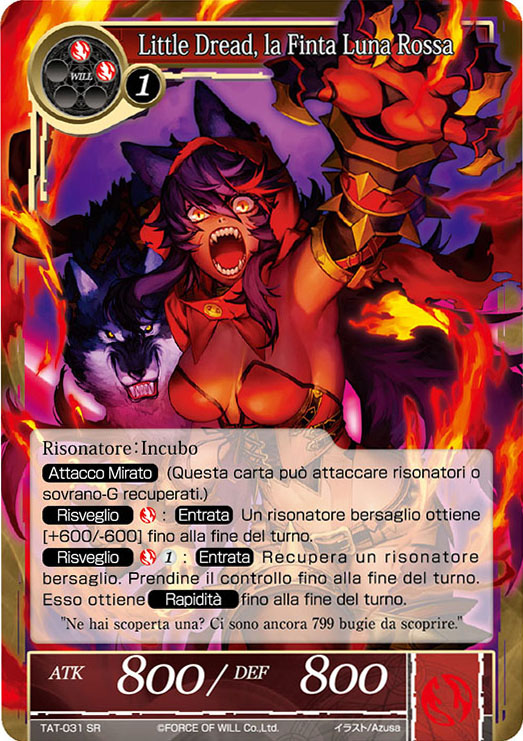 Little Dread, la Finta Luna Rossa
WILL
1
Risonatore:Incubo
Attacco Mirato (Questa carta può attaccare risonatori o
sovrano-G recuperati.)
Risveglio : Entrata Un risonatore bersaglio ottiene
[+600/-600] fino alla fine del turno.
Risveglio 1 : Entrata Recupera un risonatore
bersaglio. Prendine il controllo fino alla fine del turno.
Esso ottiene Rapidità fino alla fine del turno.
"Ne hai scoperta una? Ci sono ancora 799 bugie da scoprire."
ATK 800/ DEF 800
TAT-031 SR ©FORCE OF WILL Co.,Ltd. イラスト/Azusa